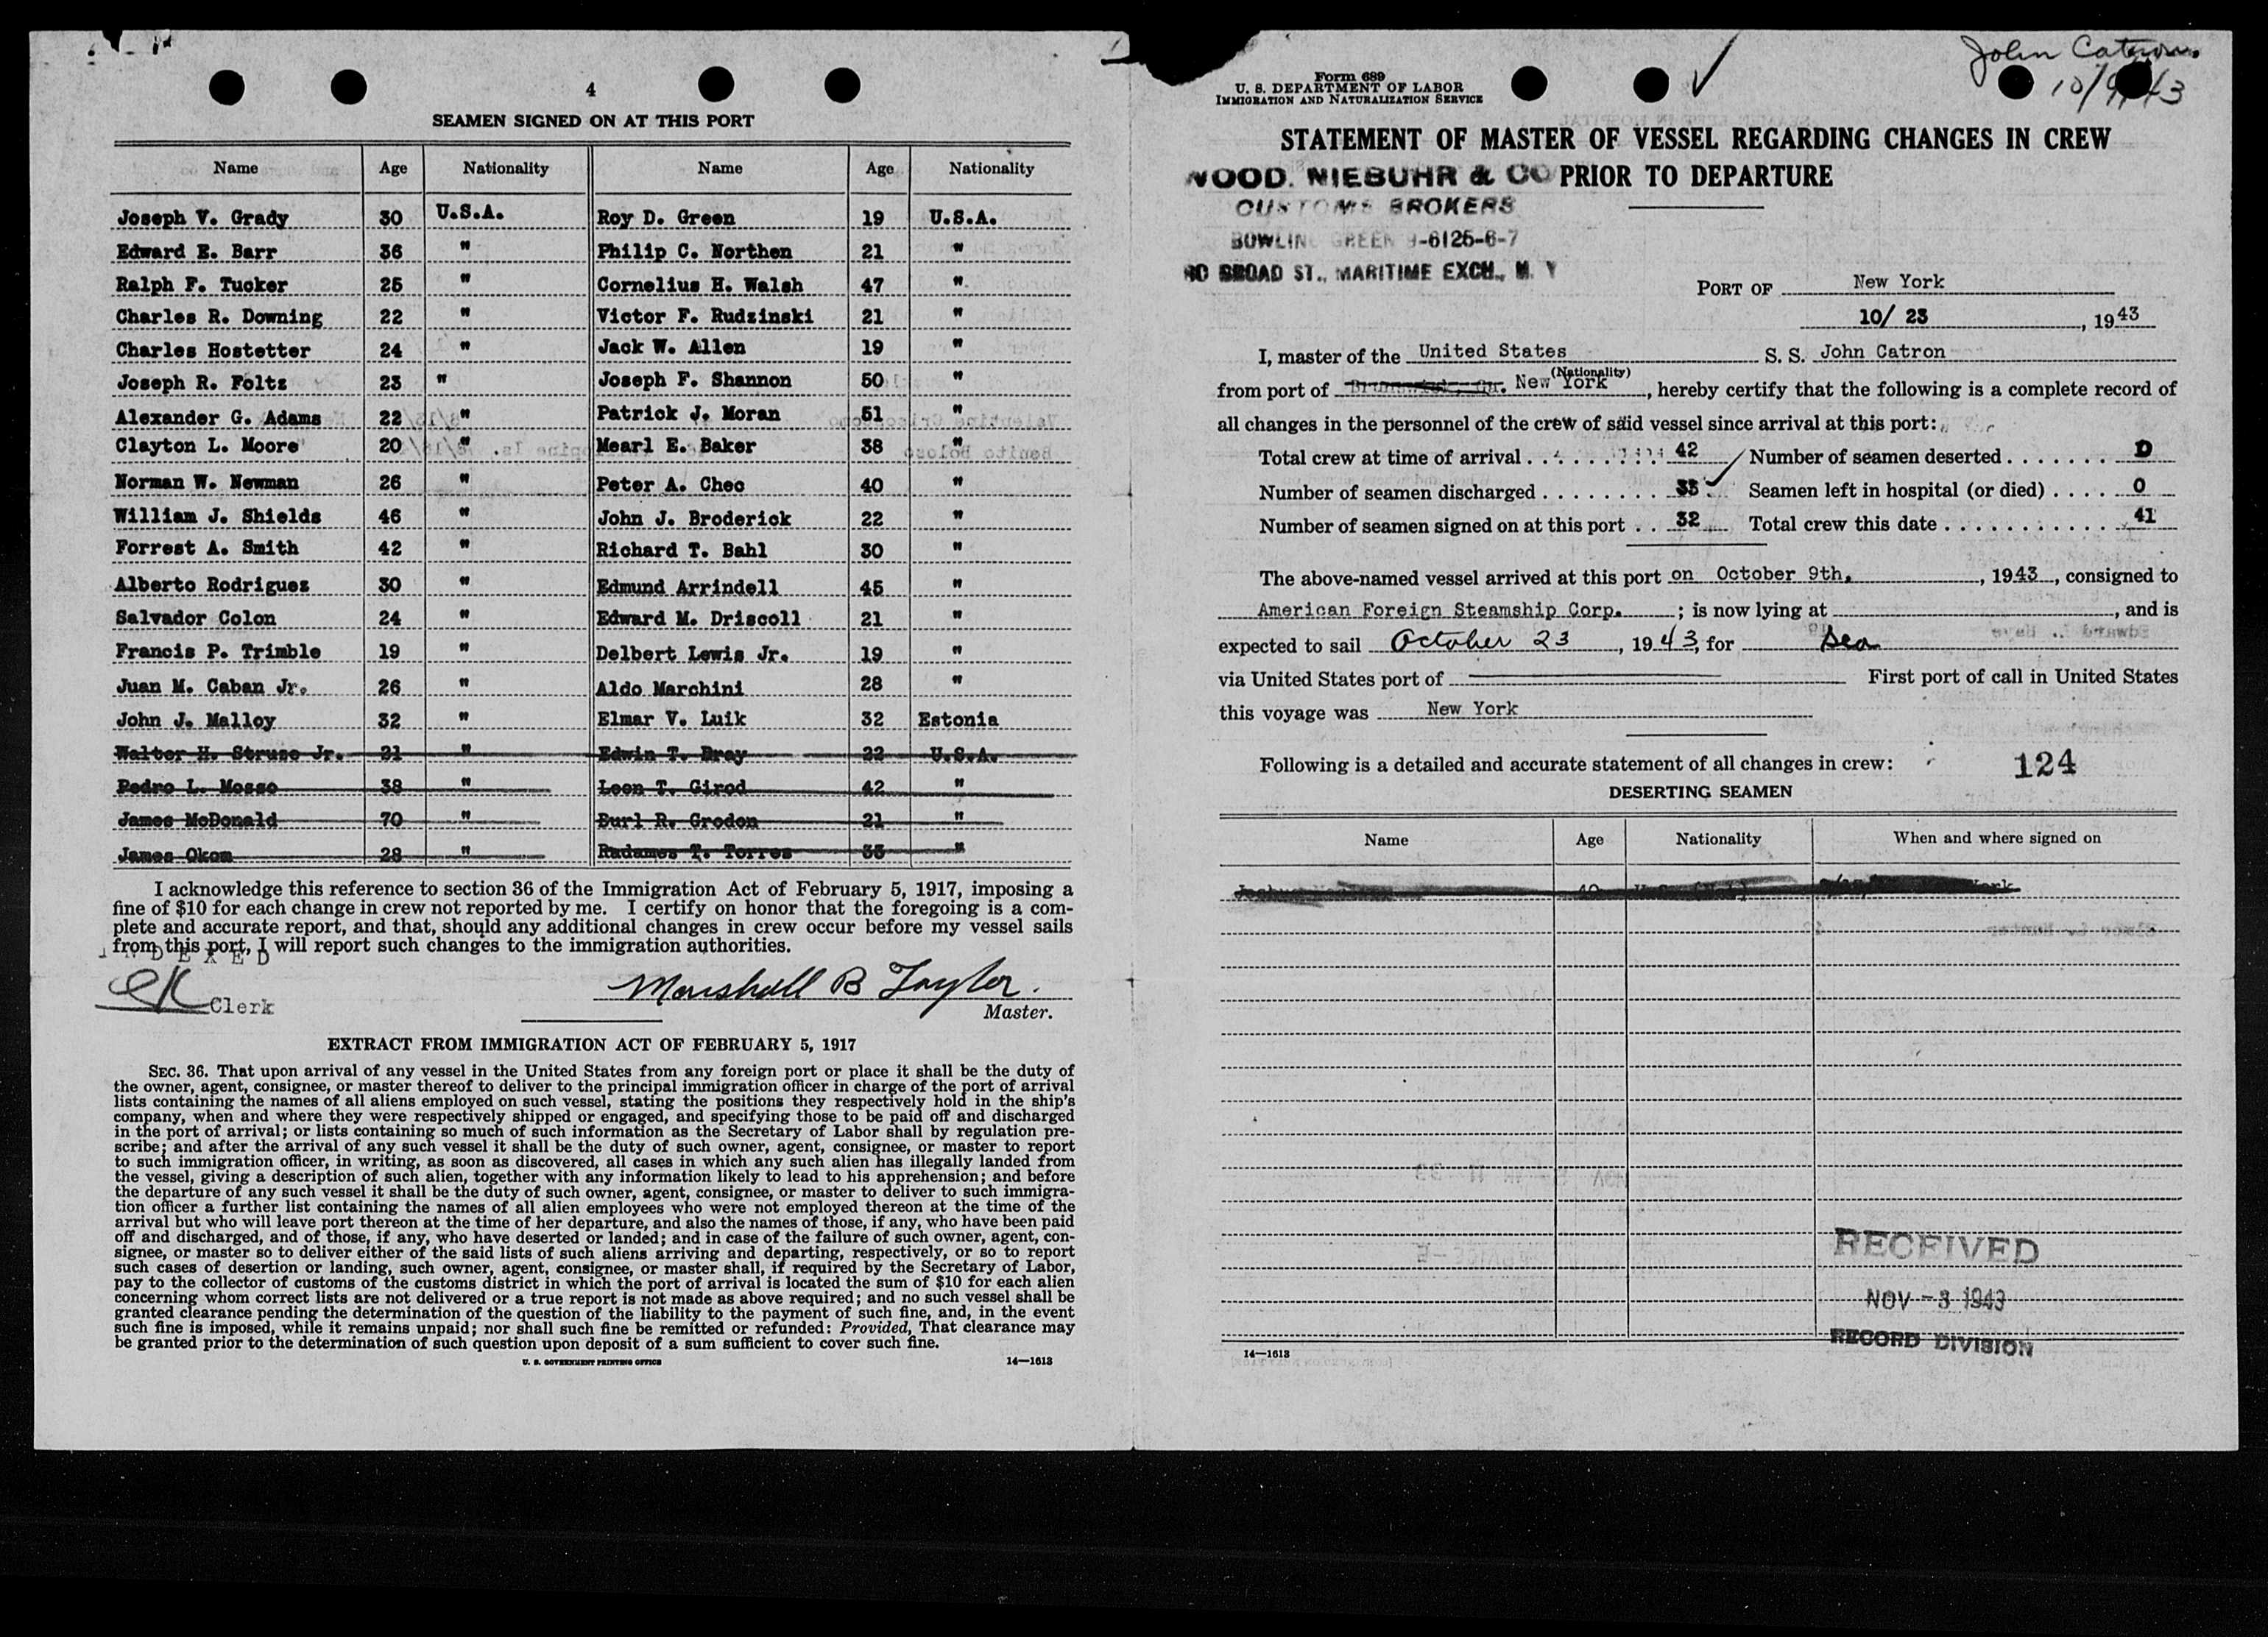 4
SEAMEN SIGNED ON AT THIS PORT
Name Age Nationality Name Age Nationality
Joseph V. Grady 30 U.S.A. Roy D. Green 19 U.S.A.
Edward E. Barr 36 " Philip C. Northen 21 "
Ralph F. Tucker 25 " Cornelius H. Walsh 47 "
Charles R. Downing 22 " Victor F. Rudzinski 21 "
Charles Hostetter 24 " Jack W. Allen 19 "
Joseph R. Foltz 23 " Joseph F. Shannon 50 "
Alexander G. Adams 22 " Patrick J. Moran 51 "
Clayton L. Moore 20 " Mearl E. Baker 38 "
Norman W. Newman 26 " Peter A. Chec 40 "
William J. Shields 46 " John J. Broderick 22 "
Forrest A. Smith 42 " Richard T. Bahl 30 "
Alberto Rodriguez 30 " Edmund Arrindell 45 "
Salvador Colon 24 " Edward M. Driscoll 21 "
Francis P. Trimble 19 " Delbert Lewis Jr. 19 "
Juan M. Caban Jr. 26 " Aldo Marchini 28 "
John J. Malloy 32 " Elmar V. Luik 32 Estonia
Walter H. Struse Jr. 21 " Edwin T. Bray 22 U.S.A.
Pedro L. Mosso 38 " Leon T. Girod 42 "
James McDonald 70 " Burl R. Groden 21 "
James Okom 28 " Radames T. Torres 35 "
I acknowledge this reference to section 36 of the Immigration Act of February 5, 1917, imposing a
fine of $10 for each change in crew not reported by me. I certify on honor that the foregoing is a com-
plete and accurate report, and that, should any additional changes in crew occur before my vessel sails
from this port, I will report such changes to the immigration authorities.
INDEXED
Clerk
Marshall B Taylor.
Master.
EXTRACT FROM IMMIGRATION ACT OF FEBRUARY 5, 1917
SEC. 36. That upon arrival of any vessel in the United States from any foreign port or place it shall be the duty of
the owner, agent, consignee, or master thereof to deliver to the principal immigration officer in charge of the port of arrival
lists containing the names of all aliens employed on such vessel, stating the positions they respectively hold in the ship's
company, when and where they were respectively shipped or engaged, and specifying those to be paid off and discharged
in the port of arrival; or lists containing so much of such information as the Secretary of Labor shall by regulation pre-
scribe; and after the arrival of any such vessel it shall be the duty of such owner, agent, consignee, or master to report
to such immigration officer, in writing, as soon as discovered, all cases in which any such alien has illegally landed from
the vessel, giving a description of such alien, together with any information likely to lead to his apprehension; and before
the departure of any such vessel it shall be the duty of such owner, agent, consignee, or master to deliver to such immigra-
tion officer a further list containing the names of all alien employees who were not employed thereon at the time of the
arrival but who will leave port thereon at the time of her departure, and also the names of those, if any, who have been paid
off and discharged, and of those, if any, who have deserted or landed; and in case of the failure of such owner, agent, con-
signee, or master so to deliver either of the said lists of such aliens arriving and departing, respectively, or so to report
such cases of desertion or landing, such owner, agent, consignee, or master shall, if required by the Secretary of Labor,
pay to the collector of customs of the customs district in which the port of arrival is located the sum of $10 for each alien
concerning whom correct lists are not delivered or a true report is not made as above required; and no such vessel shall be
granted clearance pending the determination of the question of the liability to the payment of such fine, and, in the event
such fine is imposed, while it remains unpaid; nor shall such fine be remitted or refunded: Provided, That clearance may
be granted prior to the determination of such question upon deposit of a sum sufficient to cover such fine.
U. S. GOVERNMENT PRINTING OFFICE 14—1613
John Catron.
10/9/43
Form 689
U. S. DEPARTMENT OF LABOR
IMMIGRATION AND NATURALIZATION SERVICE
STATEMENT OF MASTER OF VESSEL REGARDING CHANGES IN CREW
PRIOR TO DEPARTURE
WOOD. NIEBUHR & CO
CUSTOMS BROKERS
BOWLING GREEN 9-6125-6-7
BROAD ST., MARITIME EXCH., N. Y
PORT OF New York
10/ 23, 1943
I, master of the United States S. S. John Catron
(Nationality)
from port of New York, hereby certify that the following is a complete record of
all changes in the personnel of the crew of said vessel since arrival at this port:
Total crew at time of arrival 42 Number of seamen deserted 0
Number of seamen discharged 33 Seamen left in hospital (or died) 0
Number of seamen signed on at this port 32 Total crew this date 41
The above-named vessel arrived at this port on October 9th., 1943, consigned to
American Foreign Steamship Corp.; is now lying at , and is
expected to sail October 23, 1943, for Sea
via United States port of First port of call in United States
this voyage was New York
Following is a detailed and accurate statement of all changes in crew: 124
DESERTING SEAMEN
Name Age Nationality When and where signed on
RECEIVED
NOV -3 1943
RECORD DIVISION
14—1613